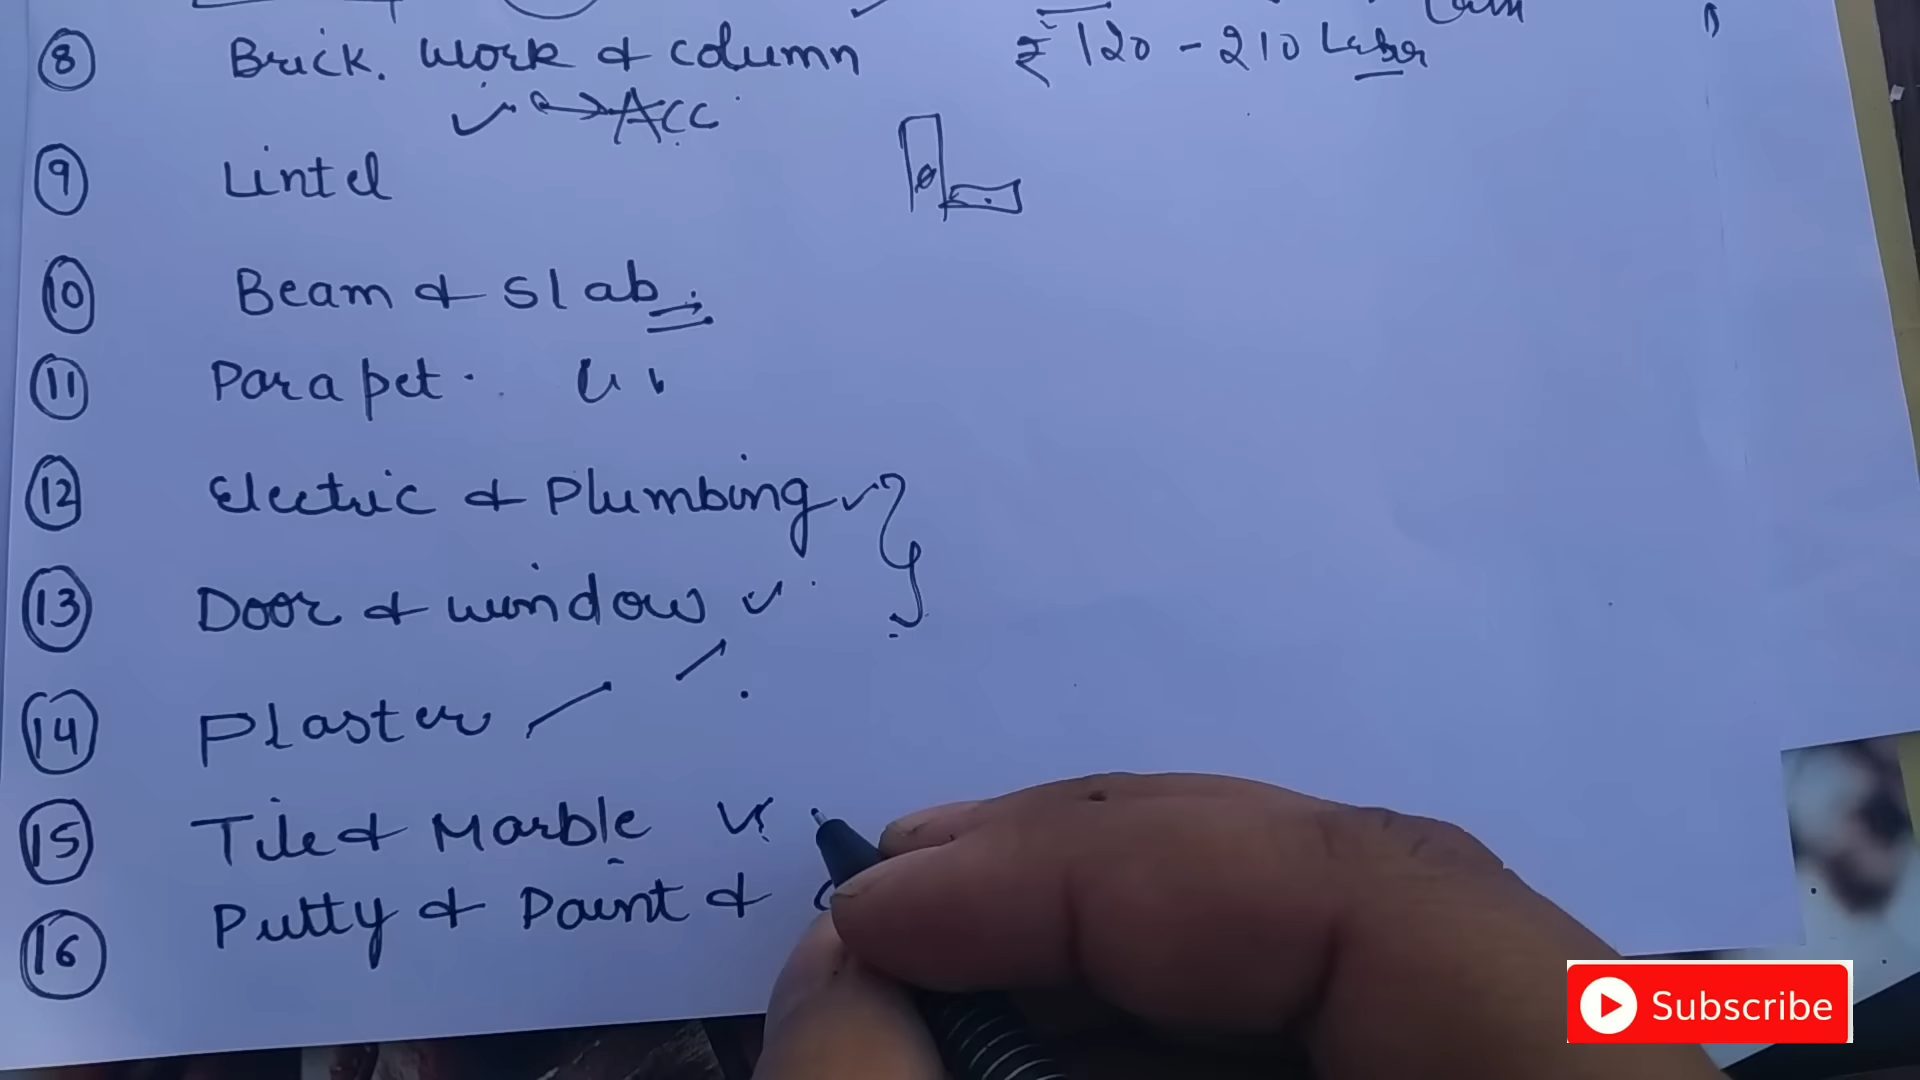 8 Brick. work & column ₹ 120 - 210 Labor
Acc
9 Lintel
10 Beam & slab
11 Parapet
12 Electric & Plumbing
13 Door & window
14 Plaster
15 Tile & Marble
16 Putty & Paint &
Subscribe